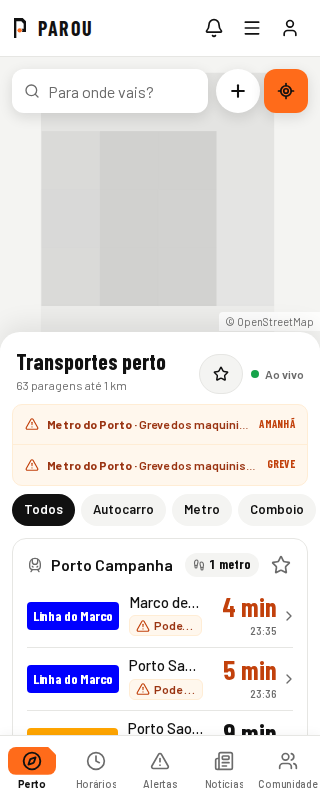 PAROU
Para onde vais?
© OpenStreetMap
Transportes perto
63 paragens até 1 km
Ao vivo
Metro do Porto · Greve dos maquini... AMANHÃ
Metro do Porto · Greve dos maquinis... GREVE
Todos Autocarro Metro Comboio
Porto Campanha 1 metro
Linha do Marco Marco de... 4 min
Pode... 23:35
Linha do Marco Porto Sa... 5 min
Pode... 23:36
Porto Sao... 9 min
Perto Horários Alertas Notícias Comunidade